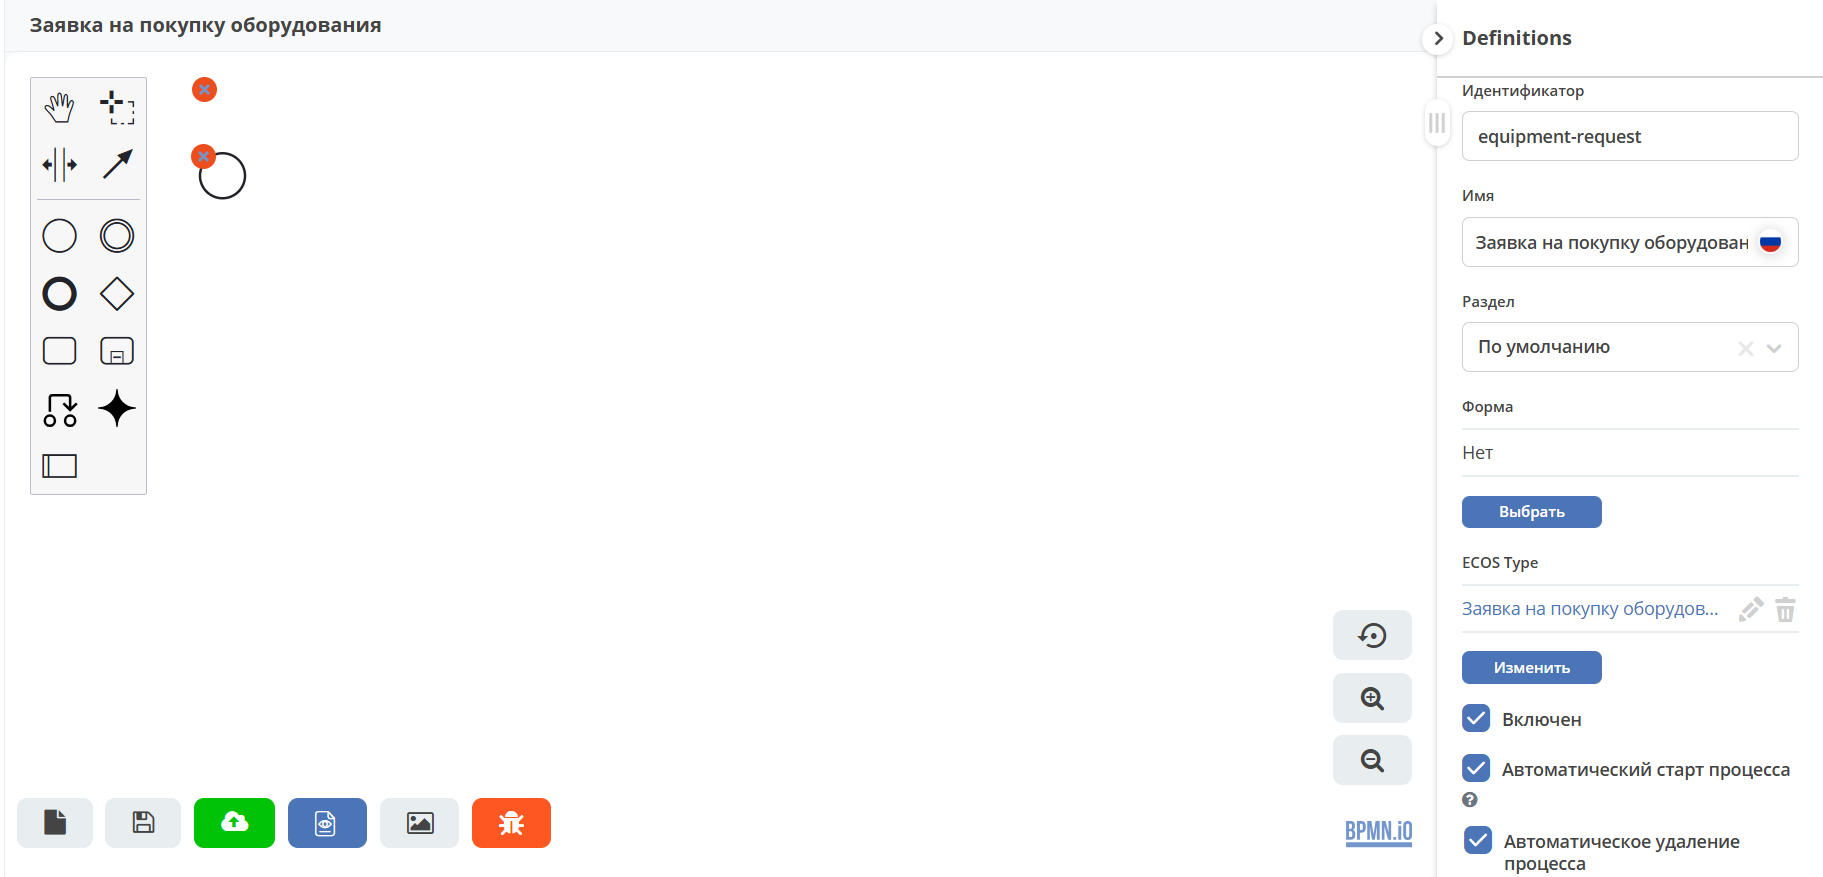 Заявка на покупку оборудования
Definitions
Идентификатор
equipment-request
Имя
Заявка на покупку оборудован
Раздел
По умолчанию
Форма
Нет
Выбрать
ECOS Type
Заявка на покупку оборудов...
Изменить
Включен
Автоматический старт процесса
?
Автоматическое удаление
процесса
BPMN.iO